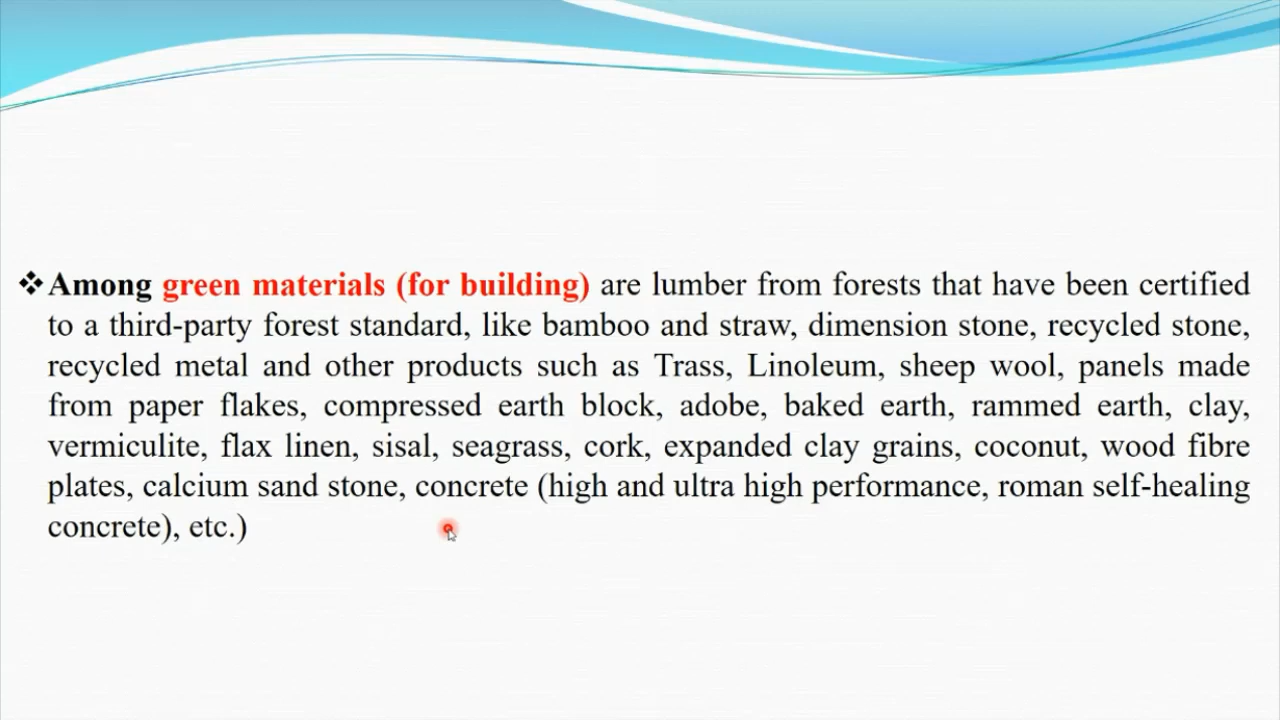 ❖Among green materials (for building) are lumber from forests that have been certified
to a third-party forest standard, like bamboo and straw, dimension stone, recycled stone,
recycled metal and other products such as Trass, Linoleum, sheep wool, panels made
from paper flakes, compressed earth block, adobe, baked earth, rammed earth, clay,
vermiculite, flax linen, sisal, seagrass, cork, expanded clay grains, coconut, wood fibre
plates, calcium sand stone, concrete (high and ultra high performance, roman self-healing
concrete), etc.)